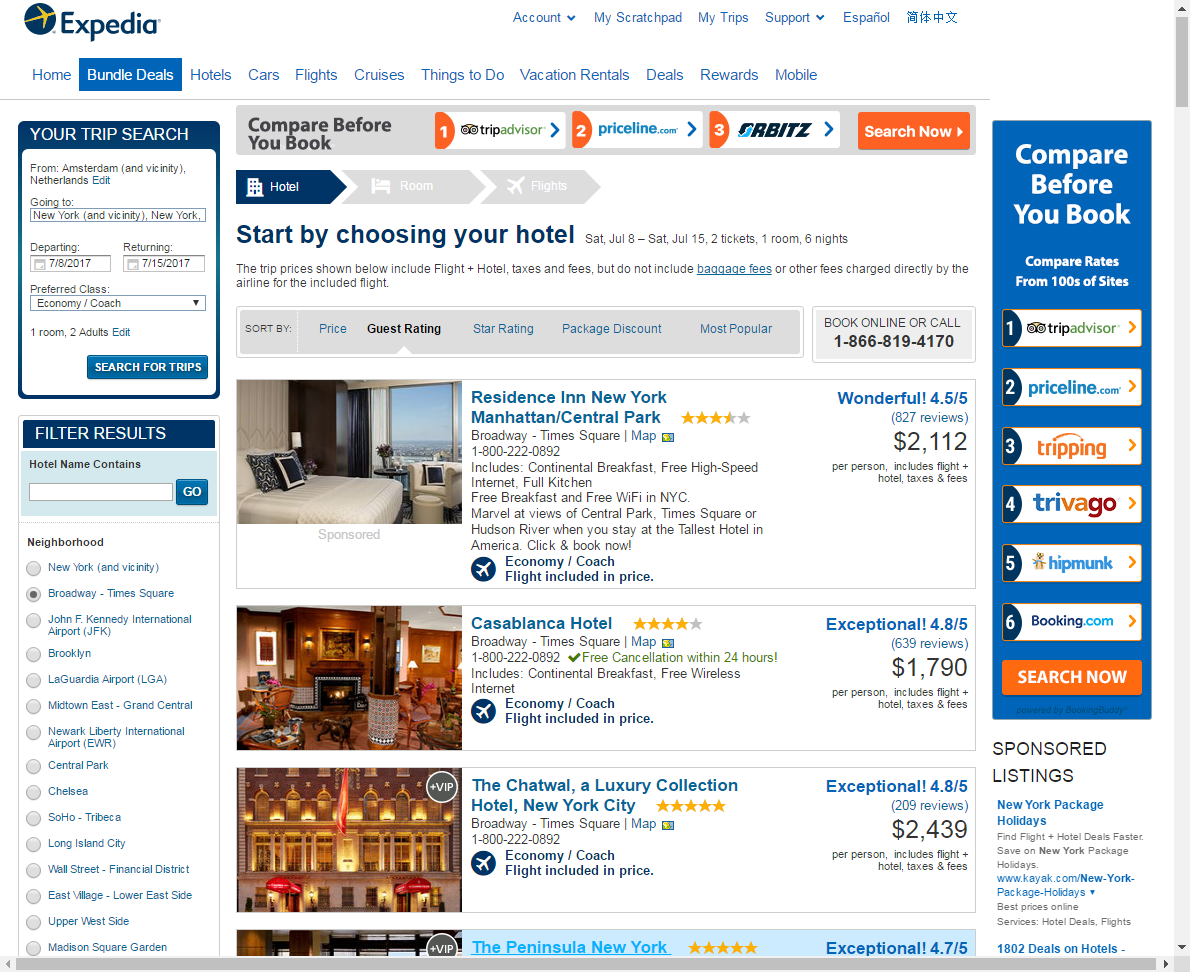 Expedia
Account
My Scratchpad
My Trips
Support
Español
简体中文
Home
Bundle Deals
Hotels
Cars
Flights
Cruises
Things to Do
Vacation Rentals
Deals
Rewards
Mobile
YOUR TRIP SEARCH
From: Amsterdam (and vicinity),
Netherlands Edit
Going to:
New York (and vicinity), New York,
Departing:
Returning:
7/8/2017
7/15/2017
Preferred Class:
Economy / Coach
1 room, 2 Adults Edit
SEARCH FOR TRIPS
FILTER RESULTS
Hotel Name Contains
GO
Neighborhood
New York (and vicinity)
Broadway - Times Square
John F. Kennedy International
Airport (JFK)
Brooklyn
LaGuardia Airport (LGA)
Midtown East - Grand Central
Newark Liberty International
Airport (EWR)
Central Park
Chelsea
SoHo - Tribeca
Long Island City
Wall Street - Financial District
East Village - Lower East Side
Upper West Side
Madison Square Garden
Compare Before
You Book
1 tripadvisor
2 priceline.com
3 ORBITZ
Search Now
Hotel
Room
Flights
Start by choosing your hotel
Sat, Jul 8 – Sat, Jul 15, 2 tickets, 1 room, 6 nights
The trip prices shown below include Flight + Hotel, taxes and fees, but do not include baggage fees or other fees charged directly by the
airline for the included flight.
SORT BY:
Price
Guest Rating
Star Rating
Package Discount
Most Popular
BOOK ONLINE OR CALL
1-866-819-4170
Residence Inn New York
Manhattan/Central Park
Broadway - Times Square | Map
1-800-222-0892
Includes: Continental Breakfast, Free High-Speed
Internet, Full Kitchen
Free Breakfast and Free WiFi in NYC.
Marvel at views of Central Park, Times Square or
Hudson River when you stay at the Tallest Hotel in
America. Click & book now!
Economy / Coach
Flight included in price.
Sponsored
Wonderful! 4.5/5
(827 reviews)
$2,112
per person, includes flight +
hotel, taxes & fees
Casablanca Hotel
Broadway - Times Square | Map
1-800-222-0892 Free Cancellation within 24 hours!
Includes: Continental Breakfast, Free Wireless
Internet
Economy / Coach
Flight included in price.
Exceptional! 4.8/5
(639 reviews)
$1,790
per person, includes flight +
hotel, taxes & fees
+VIP
The Chatwal, a Luxury Collection
Hotel, New York City
Broadway - Times Square | Map
1-800-222-0892
Economy / Coach
Flight included in price.
Exceptional! 4.8/5
(209 reviews)
$2,439
per person, includes flight +
hotel, taxes & fees
+VIP
The Peninsula New York
Exceptional! 4.7/5
Compare
Before
You Book
Compare Rates
From 100s of Sites
1 tripadvisor
2 priceline.com
3 tripping
4 trivago
5 hipmunk
6 Booking.com
SEARCH NOW
powered by BookingBuddy
SPONSORED
LISTINGS
New York Package
Holidays
Find Flight + Hotel Deals Faster.
Save on New York Package
Holidays.
www.kayak.com/New-York-
Package-Holidays
Best prices online
Services: Hotel Deals, Flights
1802 Deals on Hotels -